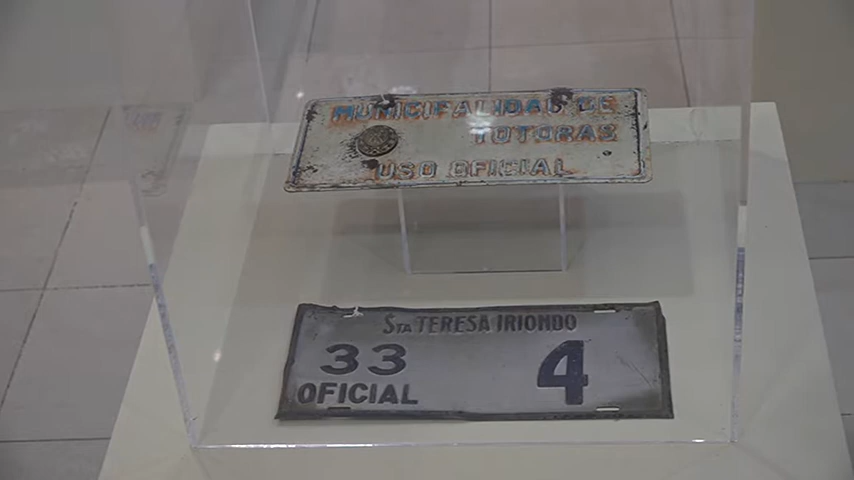 MUNICIPALIDAD DE
TOTORAS
USO OFICIAL
STA TERESA IRIONDO
33 4
OFICIAL